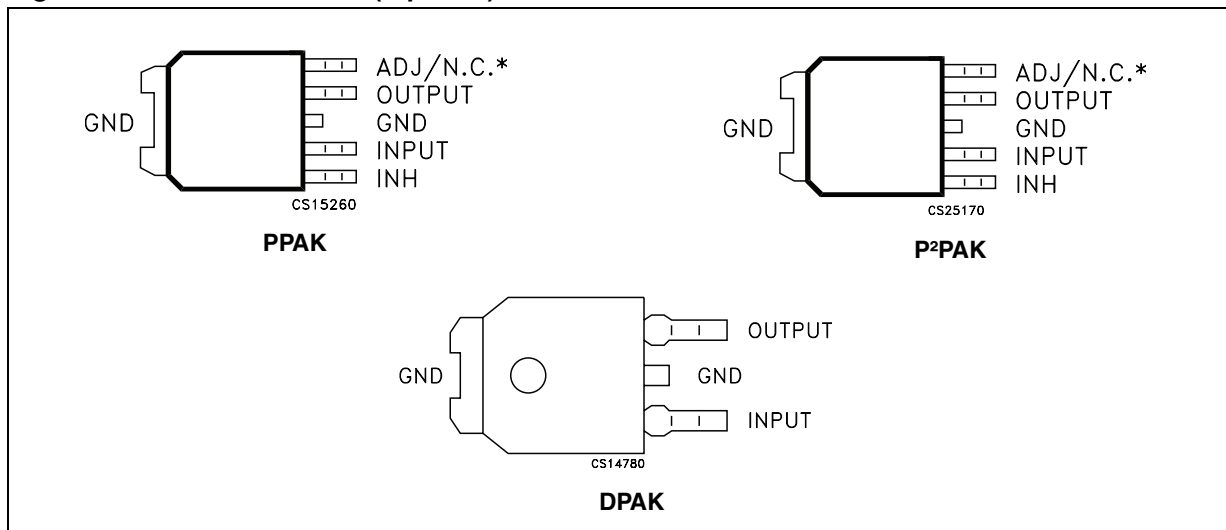 GND
ADJ/N.C.*
OUTPUT
GND
INPUT
INH
CS15260
PPAK
GND
ADJ/N.C.*
OUTPUT
GND
INPUT
INH
CS25170
P²PAK
GND
OUTPUT
GND
INPUT
CS14780
DPAK